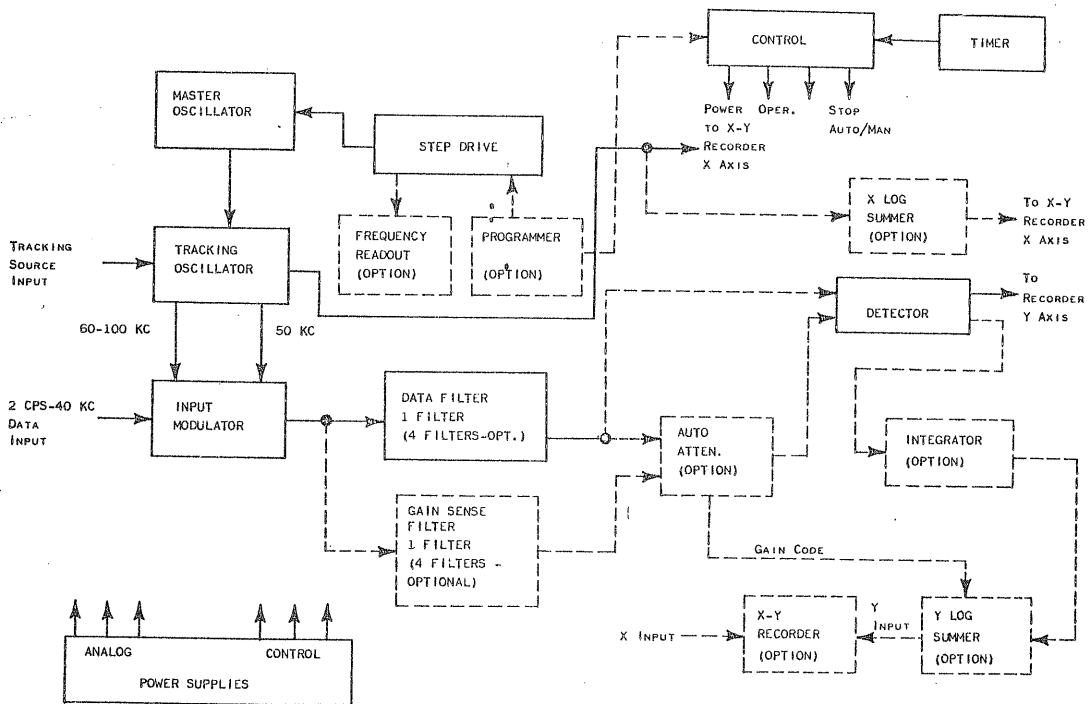 CONTROL
TIMER
MASTER
OSCILLATOR
POWER
TO X-Y
RECORDER
X AXIS
OPER.
STOP
AUTO/MAN
STEP DRIVE
X LOG
SUMMER
(OPTION)
TO X-Y
RECORDER
X AXIS
TRACKING
SOURCE
INPUT
TRACKING
OSCILLATOR
FREQUENCY
READOUT
(OPTION)
PROGRAMMER
(OPTION)
DETECTOR
TO
RECORDER
Y AXIS
60-100 KC
50 KC
2 CPS-40 KC
DATA
INPUT
INPUT
MODULATOR
DATA FILTER
1 FILTER
(4 FILTERS-OPT.)
AUTO
ATTEN.
(OPTION)
INTEGRATOR
(OPTION)
GAIN SENSE
FILTER
1 FILTER
(4 FILTERS -
OPTIONAL)
GAIN CODE
X INPUT
X-Y
RECORDER
(OPTION)
Y
INPUT
Y LOG
SUMMER
(OPTION)
ANALOG
CONTROL
POWER SUPPLIES